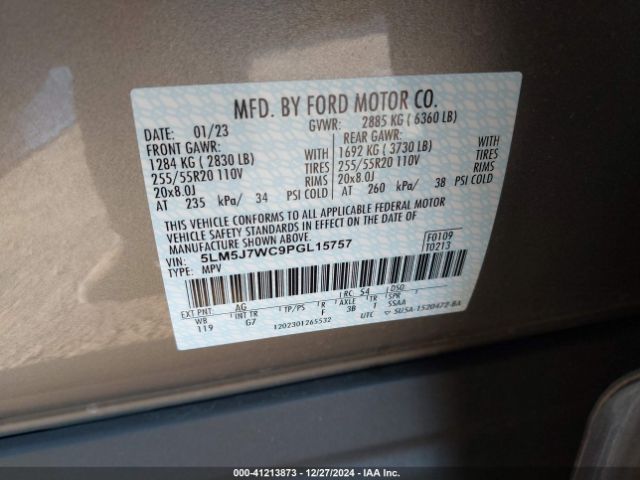 MFD. BY FORD MOTOR CO.
DATE: 01/23 GVWR: 2885 KG ( 6360 LB)
FRONT GAWR: REAR GAWR:
1284 KG ( 2830 LB) WITH 1692 KG ( 3730 LB) WITH
255/55R20 110V TIRES 255/55R20 110V TIRES
20x8.0J RIMS 20x8.0J RIMS
AT 235 kPa/ 34 PSI COLD AT 260 kPa/ 38 PSI COLD
THIS VEHICLE CONFORMS TO ALL APPLICABLE FEDERAL MOTOR
VEHICLE SAFETY STANDARDS IN EFFECT ON THE DATE OF
MANUFACTURE SHOWN ABOVE.
VIN: 5LM5J7WC9PGL15757 F0109
TYPE: MPV T0213
EXT PNT: AG RC: 54 DSO:
WB INT TR TP/PS R AXLE TR SPR
119 G7 F 3B 1 SSAA
1202301265532 UTC ▽ SU5A-1520472-BA
000-41213873 - 12/27/2024 - IAA Inc.